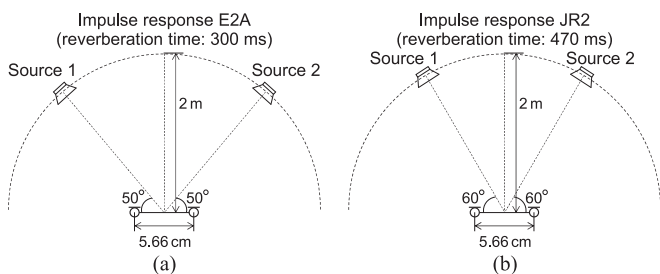 Impulse response E2A
(reverberation time: 300 ms)
Source 1
Source 2
2 m
50°
50°
5.66 cm
(a)
Impulse response JR2
(reverberation time: 470 ms)
Source 1
Source 2
2 m
60°
60°
5.66 cm
(b)